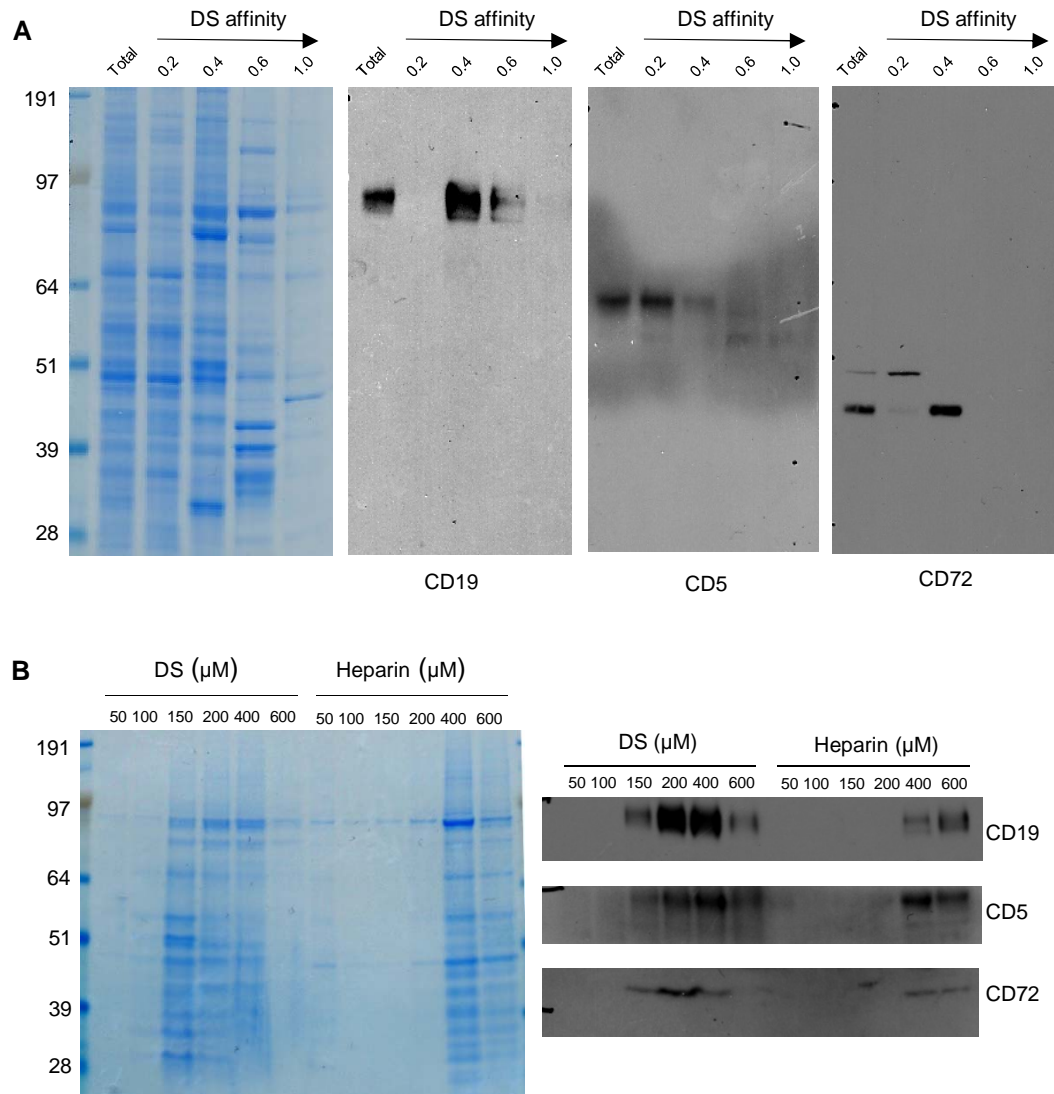 A
DS affinity
DS affinity
DS affinity
DS affinity
Total 0.2 0.4 0.6 1.0
Total 0.2 0.4 0.6 1.0
Total 0.2 0.4 0.6 1.0
Total 0.2 0.4 0.6 1.0
191
97
64
51
39
28
CD19
CD5
CD72
B
DS (µM)
Heparin (µM)
50 100 150 200 400 600
50 100 150 200 400 600
191
97
64
51
39
28
DS (µM)
Heparin (µM)
50 100 150 200 400 600
50 100 150 200 400 600
CD19
CD5
CD72